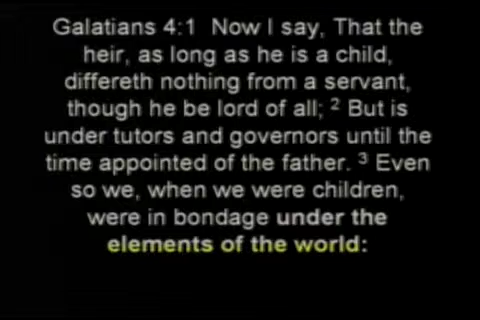 Galatians 4:1 Now I say, That the
heir, as long as he is a child,
differeth nothing from a servant,
though he be lord of all; ² But is
under tutors and governors until the
time appointed of the father. ³ Even
so we, when we were children,
were in bondage under the
elements of the world: